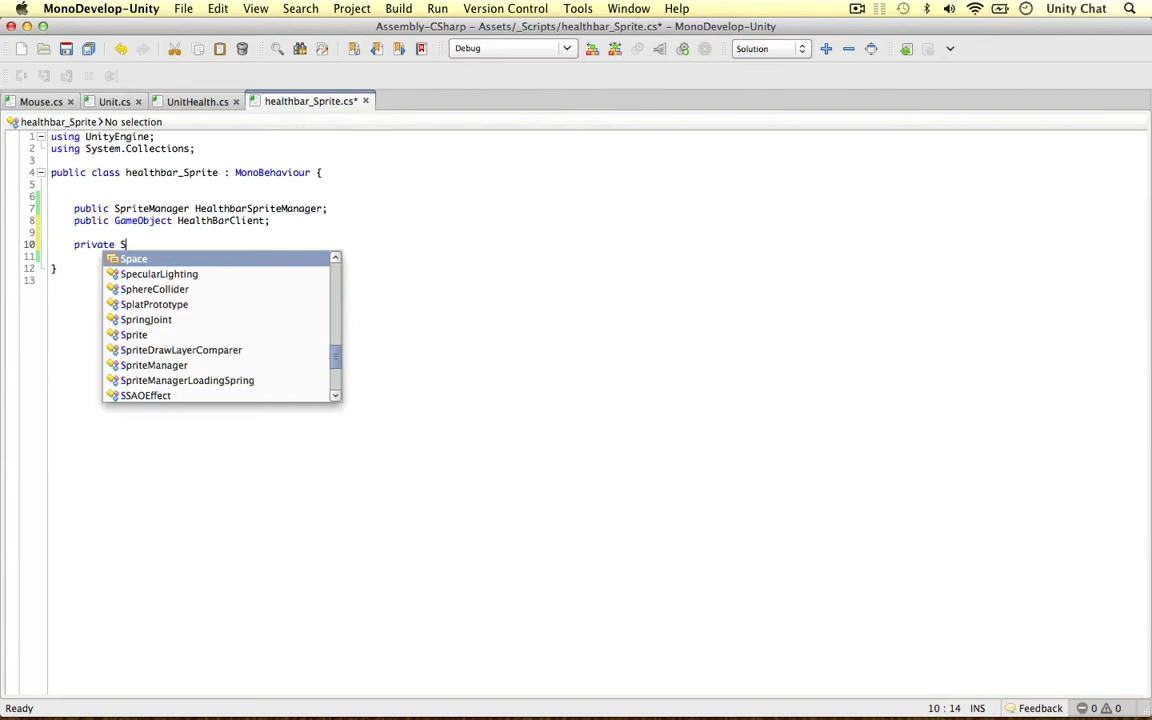 MonoDevelop-Unity File Edit View Search Project Build Run Version Control Tools Window Help Unity Chat
Assembly-CSharp – Assets/_Scripts/healthbar_Sprite.cs* – MonoDevelop-Unity
Debug Solution
Mouse.cs Unit.cs UnitHealth.cs healthbar_Sprite.cs*
healthbar_Sprite No selection
1 using UnityEngine;
2 using System.Collections;
3
4 public class healthbar_Sprite : MonoBehaviour {
5
6
7 public SpriteManager HealthbarSpriteManager;
8 public GameObject HealthBarClient;
9
10 private S
11
12 }
13
Space
SpecularLighting
SphereCollider
SplatPrototype
SpringJoint
Sprite
SpriteDrawLayerComparer
SpriteManager
SpriteManagerLoadingSpring
SSAOEffect
Ready 10 : 14 INS Feedback 0 0